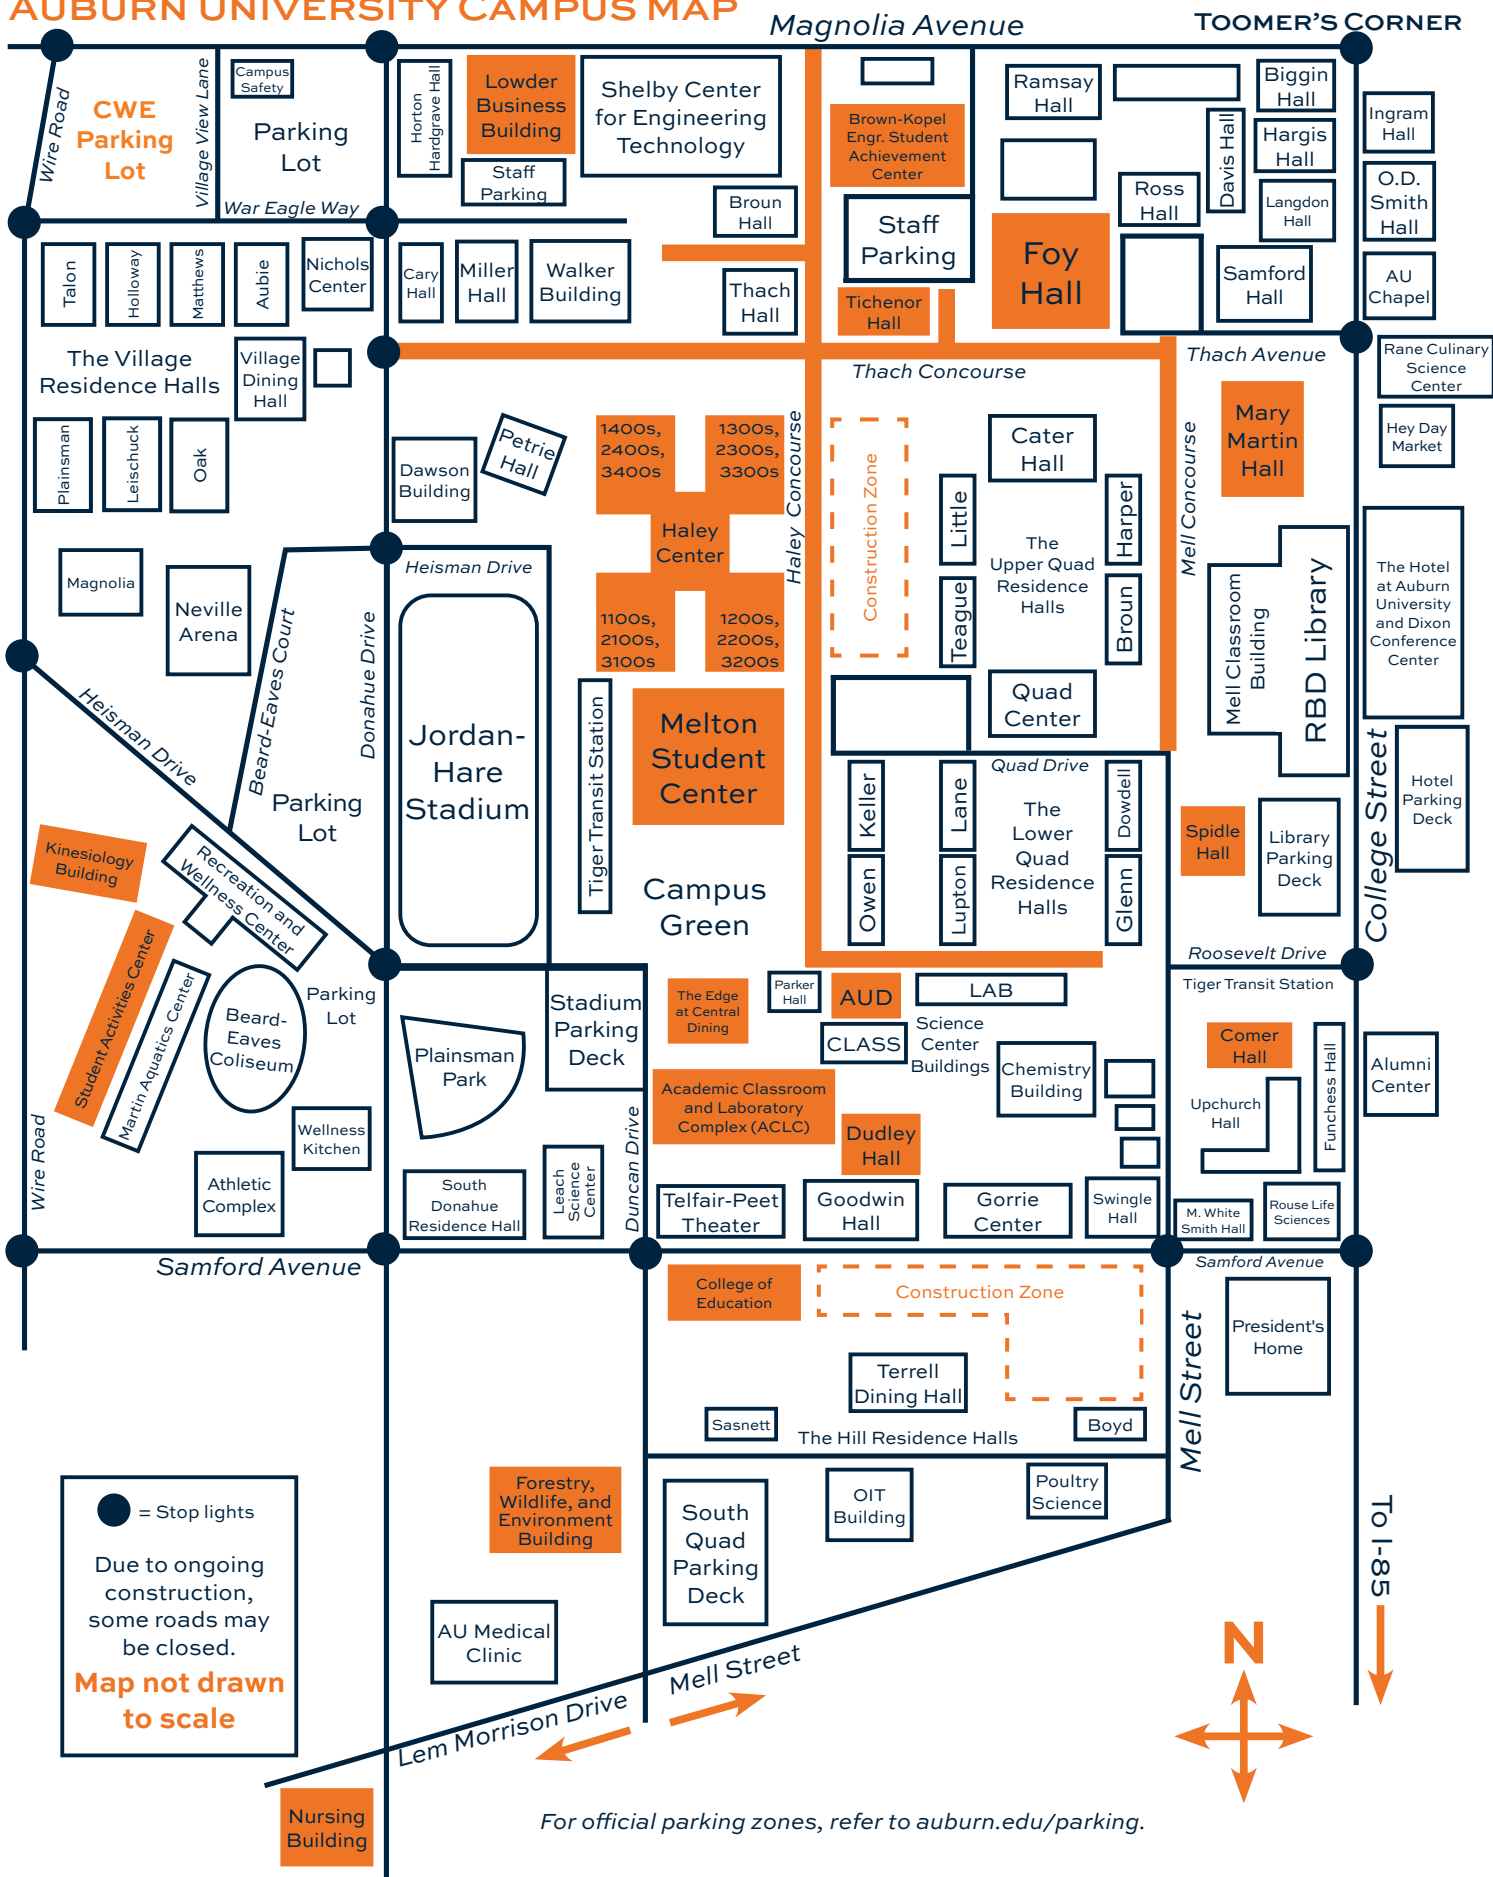 AUBURN UNIVERSITY CAMPUS MAP
Magnolia Avenue
TOOMER'S CORNER
Wire Road
CWE
Parking
Lot
Village View Lane
Campus
Safety
Parking
Lot
War Eagle Way
Horton
Hardgrave Hall
Lowder
Business
Building
Staff
Parking
Shelby Center
for Engineering
Technology
Broun
Hall
Brown-Kopel
Engr. Student
Achievement
Center
Staff
Parking
Ramsay
Hall
Biggin
Hall
Hargis
Hall
Davis Hall
Ross
Hall
Langdon
Hall
Ingram
Hall
O.D.
Smith
Hall
Foy
Hall
Samford
Hall
AU
Chapel
Talon
Holloway
Matthews
Aubie
Nichols
Center
Cary
Hall
Miller
Hall
Walker
Building
Thach
Hall
Tichenor
Hall
The Village
Residence Halls
Village
Dining
Hall
Thach Concourse
Thach Avenue
Rane Culinary
Science
Center
Plainsman
Leischuck
Oak
Dawson
Building
Petrie
Hall
1400s,
2400s,
3400s
1300s,
2300s,
3300s
Haley
Center
1100s,
2100s,
3100s
1200s,
2200s,
3200s
Haley Concourse
Construction Zone
Cater
Hall
Little
Harper
The
Upper Quad
Residence
Halls
Teague
Broun
Quad
Center
Mell Concourse
Mary
Martin
Hall
Hey Day
Market
Mell Classroom
Building
RBD Library
The Hotel
at Auburn
University
and Dixon
Conference
Center
Magnolia
Neville
Arena
Beard-Eaves Court
Heisman Drive
Donahue Drive
Heisman Drive
Parking
Lot
Jordan-
Hare
Stadium
Tiger Transit Station
Melton
Student
Center
Campus
Green
Quad Drive
Keller
Lane
Dowdell
The
Lower
Quad
Residence
Halls
Owen
Lupton
Glenn
Spidle
Hall
Library
Parking
Deck
College Street
Hotel
Parking
Deck
Kinesiology
Building
Recreation and
Wellness Center
Student Activities Center
Martin Aquatics Center
Beard-
Eaves
Coliseum
Parking
Lot
Plainsman
Park
Stadium
Parking
Deck
The Edge
at Central
Dining
Parker
Hall
AUD
LAB
CLASS
Science
Center
Buildings
Chemistry
Building
Roosevelt Drive
Tiger Transit Station
Comer
Hall
Funchess Hall
Upchurch
Hall
Alumni
Center
Wire Road
Wellness
Kitchen
Athletic
Complex
South
Donahue
Residence Hall
Leach
Science
Center
Duncan Drive
Academic Classroom
and Laboratory
Complex (ACLC)
Dudley
Hall
Telfair-Peet
Theater
Goodwin
Hall
Gorrie
Center
Swingle
Hall
M. White
Smith Hall
Rouse Life
Sciences
Samford Avenue
Samford Avenue
College of
Education
Construction Zone
President's
Home
Mell Street
Terrell
Dining Hall
Sasnett
The Hill Residence Halls
Boyd
Forestry,
Wildlife, and
Environment
Building
South
Quad
Parking
Deck
OIT
Building
Poultry
Science
AU Medical
Clinic
Mell Street
Lem Morrison Drive
To I-85
N
= Stop lights
Due to ongoing
construction,
some roads may
be closed.
Map not drawn
to scale
Nursing
Building
For official parking zones, refer to auburn.edu/parking.